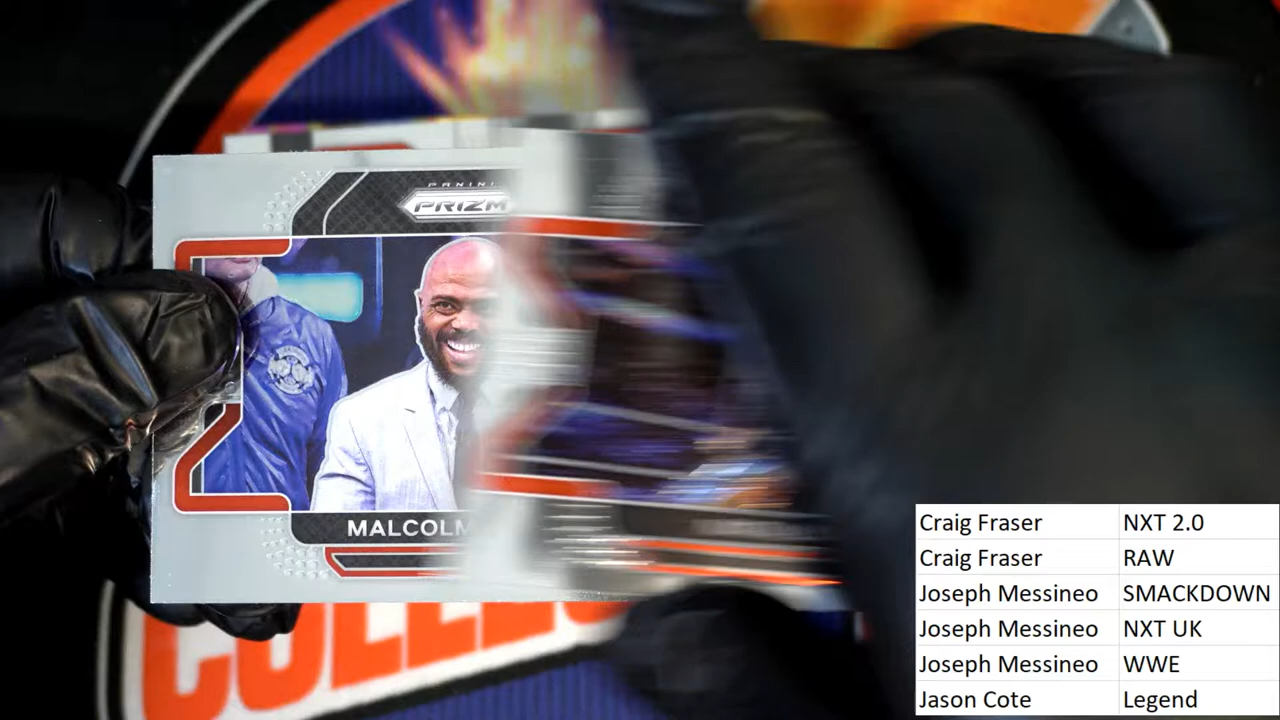 PANINI
PRIZM
MALCOLM
COLLEC
Craig Fraser NXT 2.0
Craig Fraser RAW
Joseph Messineo SMACKDOWN
Joseph Messineo NXT UK
Joseph Messineo WWE
Jason Cote Legend